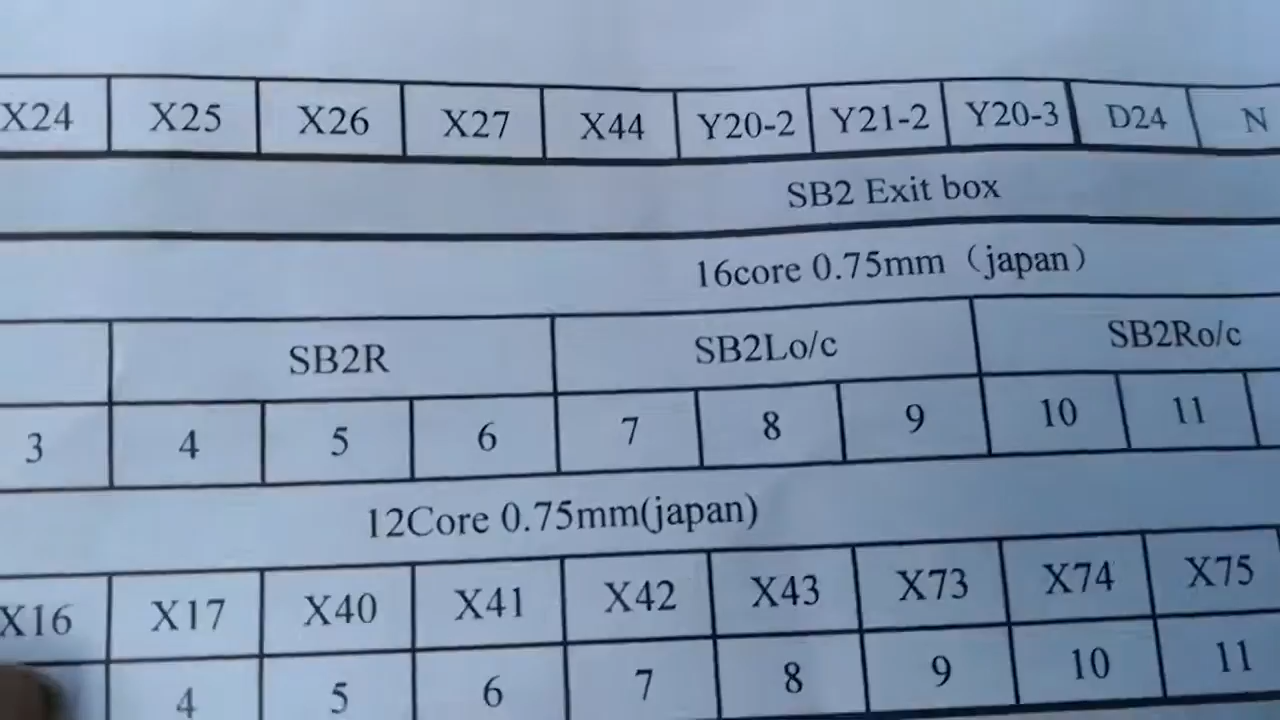 X24 X25 X26 X27 X44 Y20-2 Y21-2 Y20-3 D24 N
SB2 Exit box
16core 0.75mm（japan）
SB2R SB2Lo/c SB2Ro/c
3 4 5 6 7 8 9 10 11
12Core 0.75mm(japan)
X16 X17 X40 X41 X42 X43 X73 X74 X75
4 5 6 7 8 9 10 11